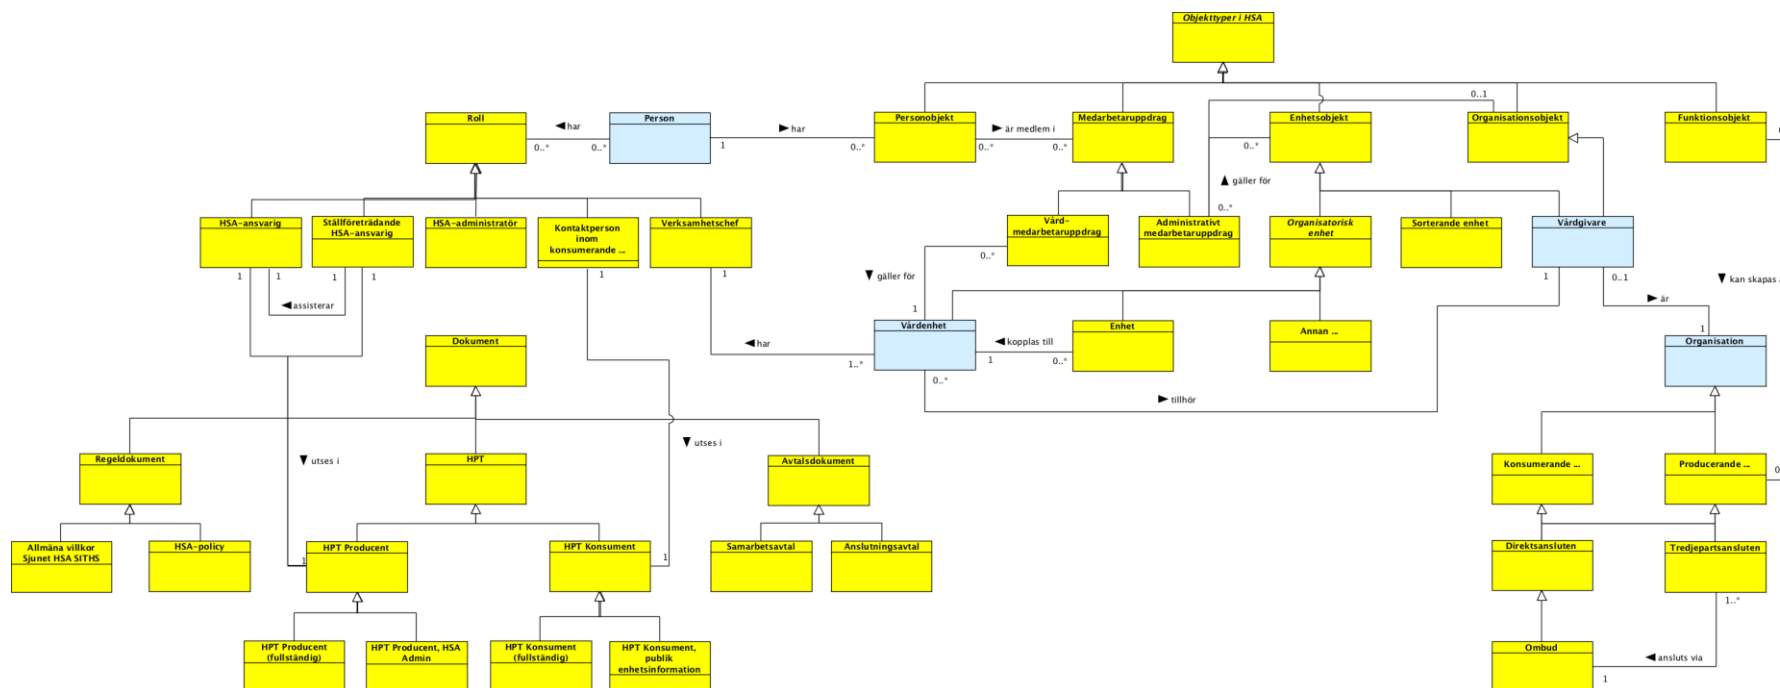 Objekttyper i HSA
0..1
Roll
har
0..*
0..*
Person
1
har
0..*
Personobjekt
är medlem i
0..*
0..*
Medarbetaruppdrag
Enhetsobjekt
0..*
Organisationsobjekt
Funktionsobjekt
gäller för
0..*
HSA-ansvarig
Ställföreträdande
HSA-ansvarig
HSA-administratör
Kontaktperson
inom
konsumerande ...
Verksamhetschef
Vård-
medarbetaruppdrag
Administrativt
medarbetaruppdrag
Organisatorisk
enhet
Sorterande enhet
Vårdgivare
1
1
1
1
1
1
0..*
1
0..1
gäller för
kan skapas
assisterar
är
1
1
Vårdenhet
Enhet
Annan ...
Organisation
Dokument
har
1..*
kopplas till
1
0..*
0..*
tillhör
utses i
utses i
Regeldokument
HPT
Avtalsdokument
Konsumerande ...
Producerande ...
Allmäna villkor
Sjunet HSA SITHS
HSA-policy
1
HPT Producent
HPT Konsument
1
Samarbetsavtal
Anslutningsavtal
Direktsansluten
Tredjepartsansluten
1..*
HPT Producent
(fullständig)
HPT Producent, HSA
Admin
HPT Konsument
(fullständig)
HPT Konsument,
publik
enhetsinformation
Ombud
ansluts via
1